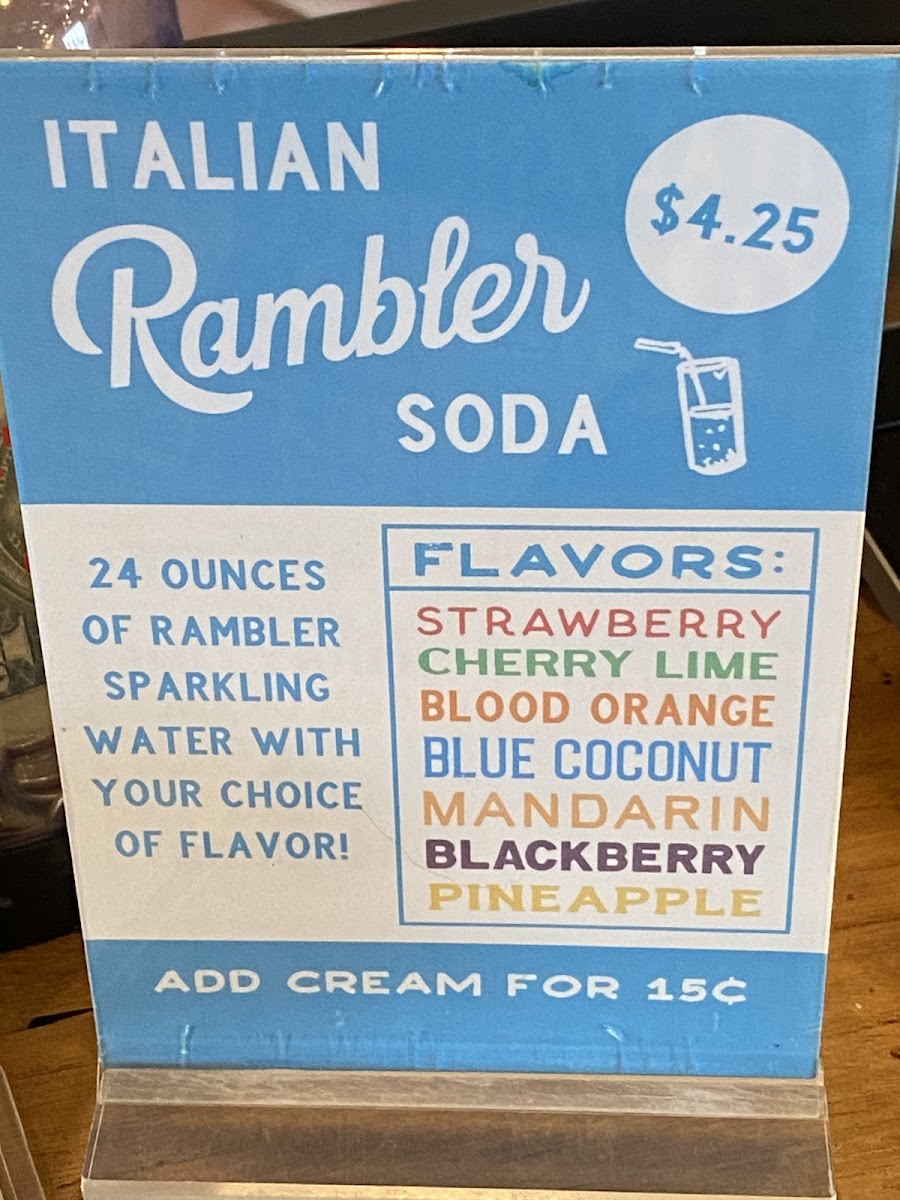 ITALIAN
$4.25
Rambler
SODA
24 OUNCES
OF RAMBLER
SPARKLING
WATER WITH
YOUR CHOICE
OF FLAVOR!
FLAVORS:
STRAWBERRY
CHERRY LIME
BLOOD ORANGE
BLUE COCONUT
MANDARIN
BLACKBERRY
PINEAPPLE
ADD CREAM FOR 15¢